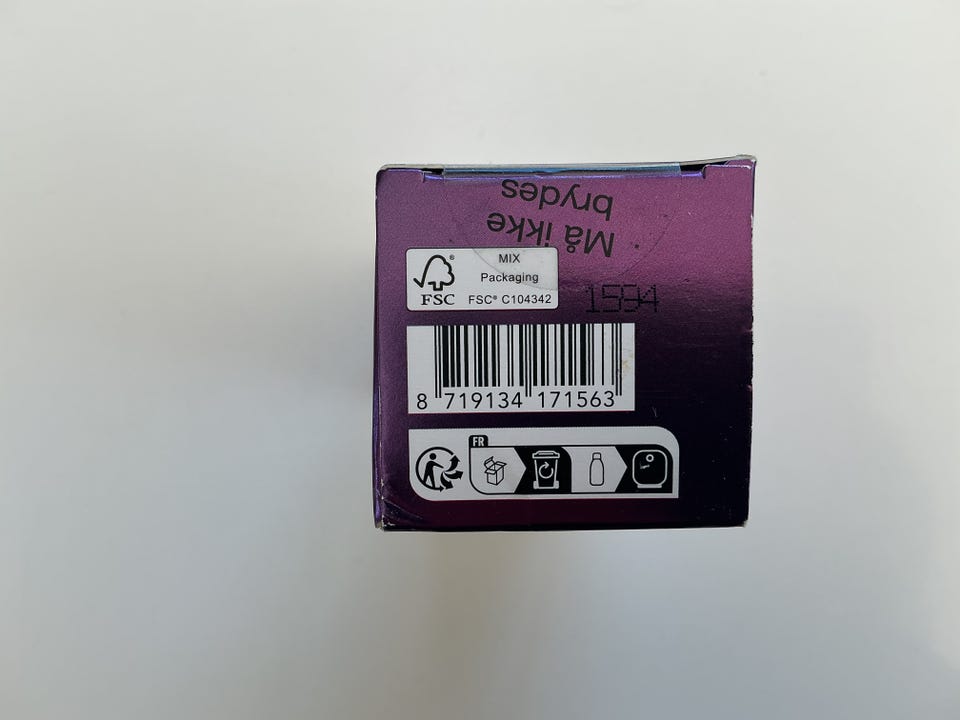 Må ikke
brydes
MIX
Packaging
FSC® C104342
FSC
1594
8 719134 171563
FR